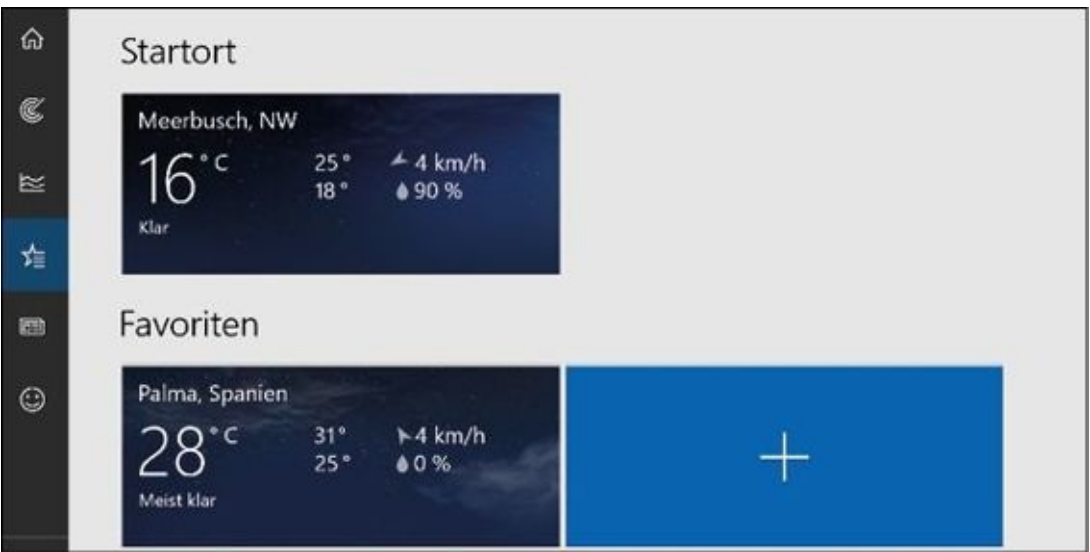 Startort
Meerbusch, NW
16°C
25° 4 km/h
18° 90 %
Klar
Favoriten
Palma, Spanien
28°C
31° 4 km/h
25° 0 %
Meist klar